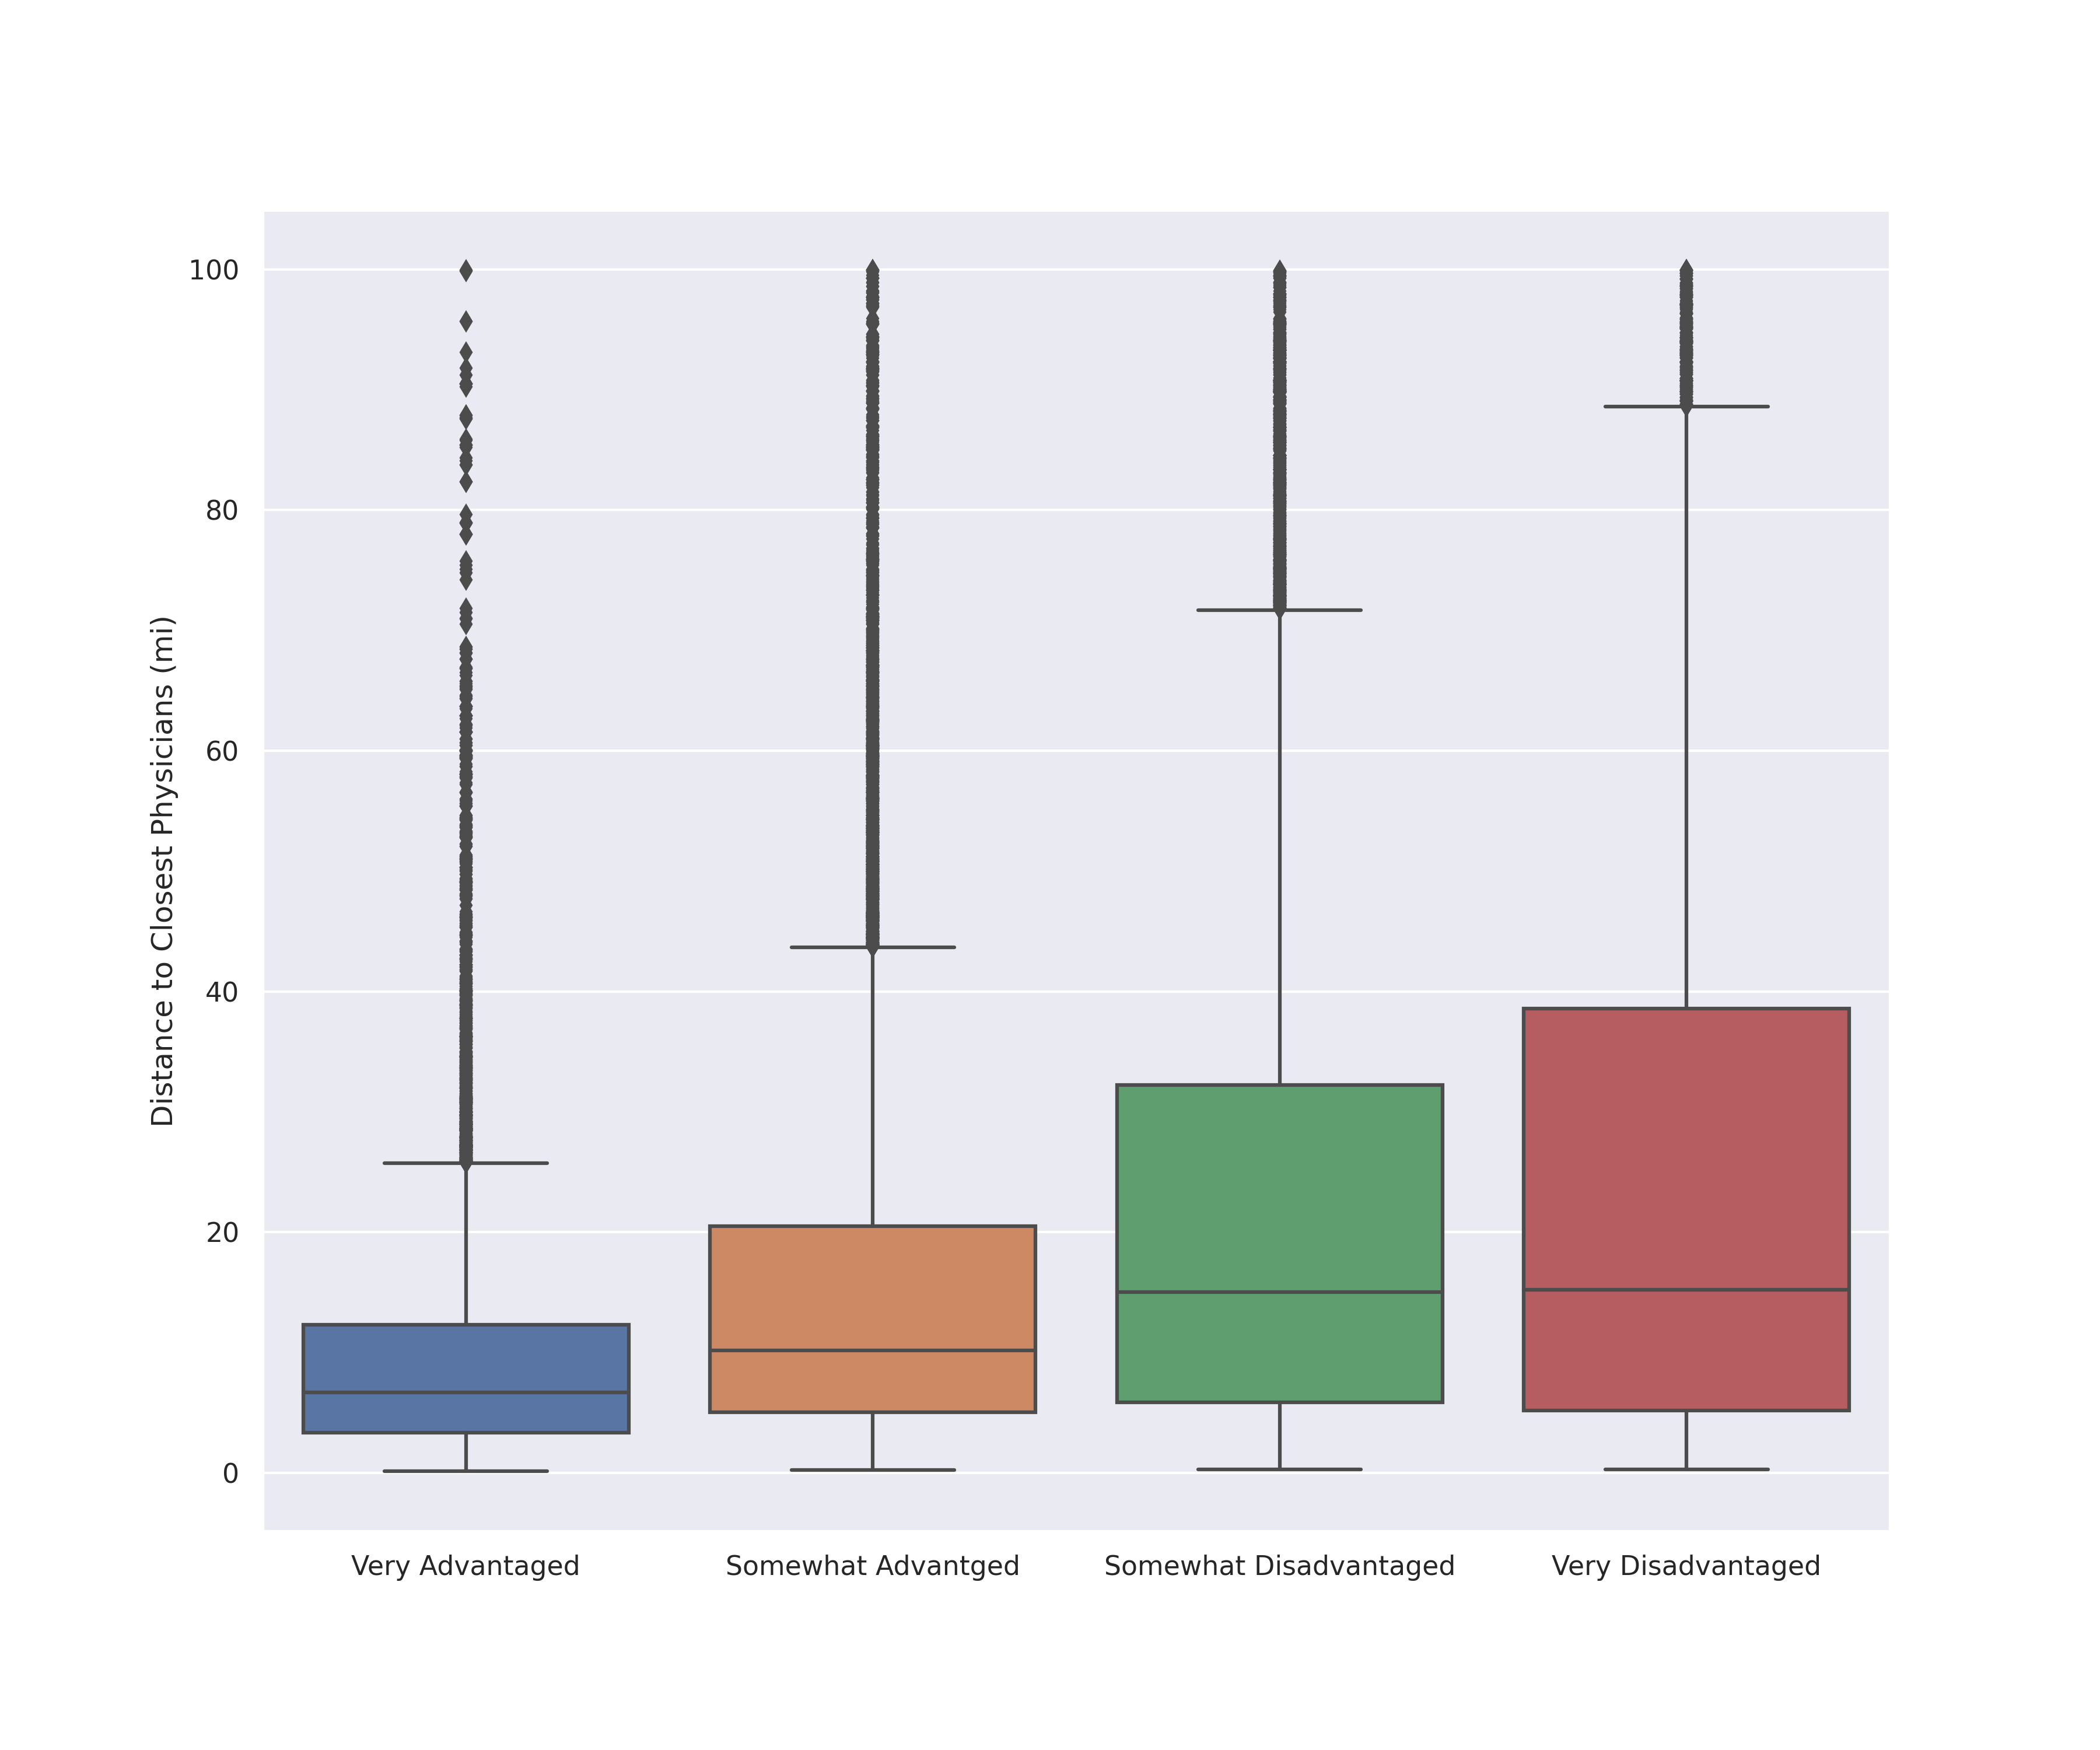 100
80
60
40
20
0
Distance to Closest Physicians (mi)
Very Advantaged
Somewhat Advantged
Somewhat Disadvantaged
Very Disadvantaged